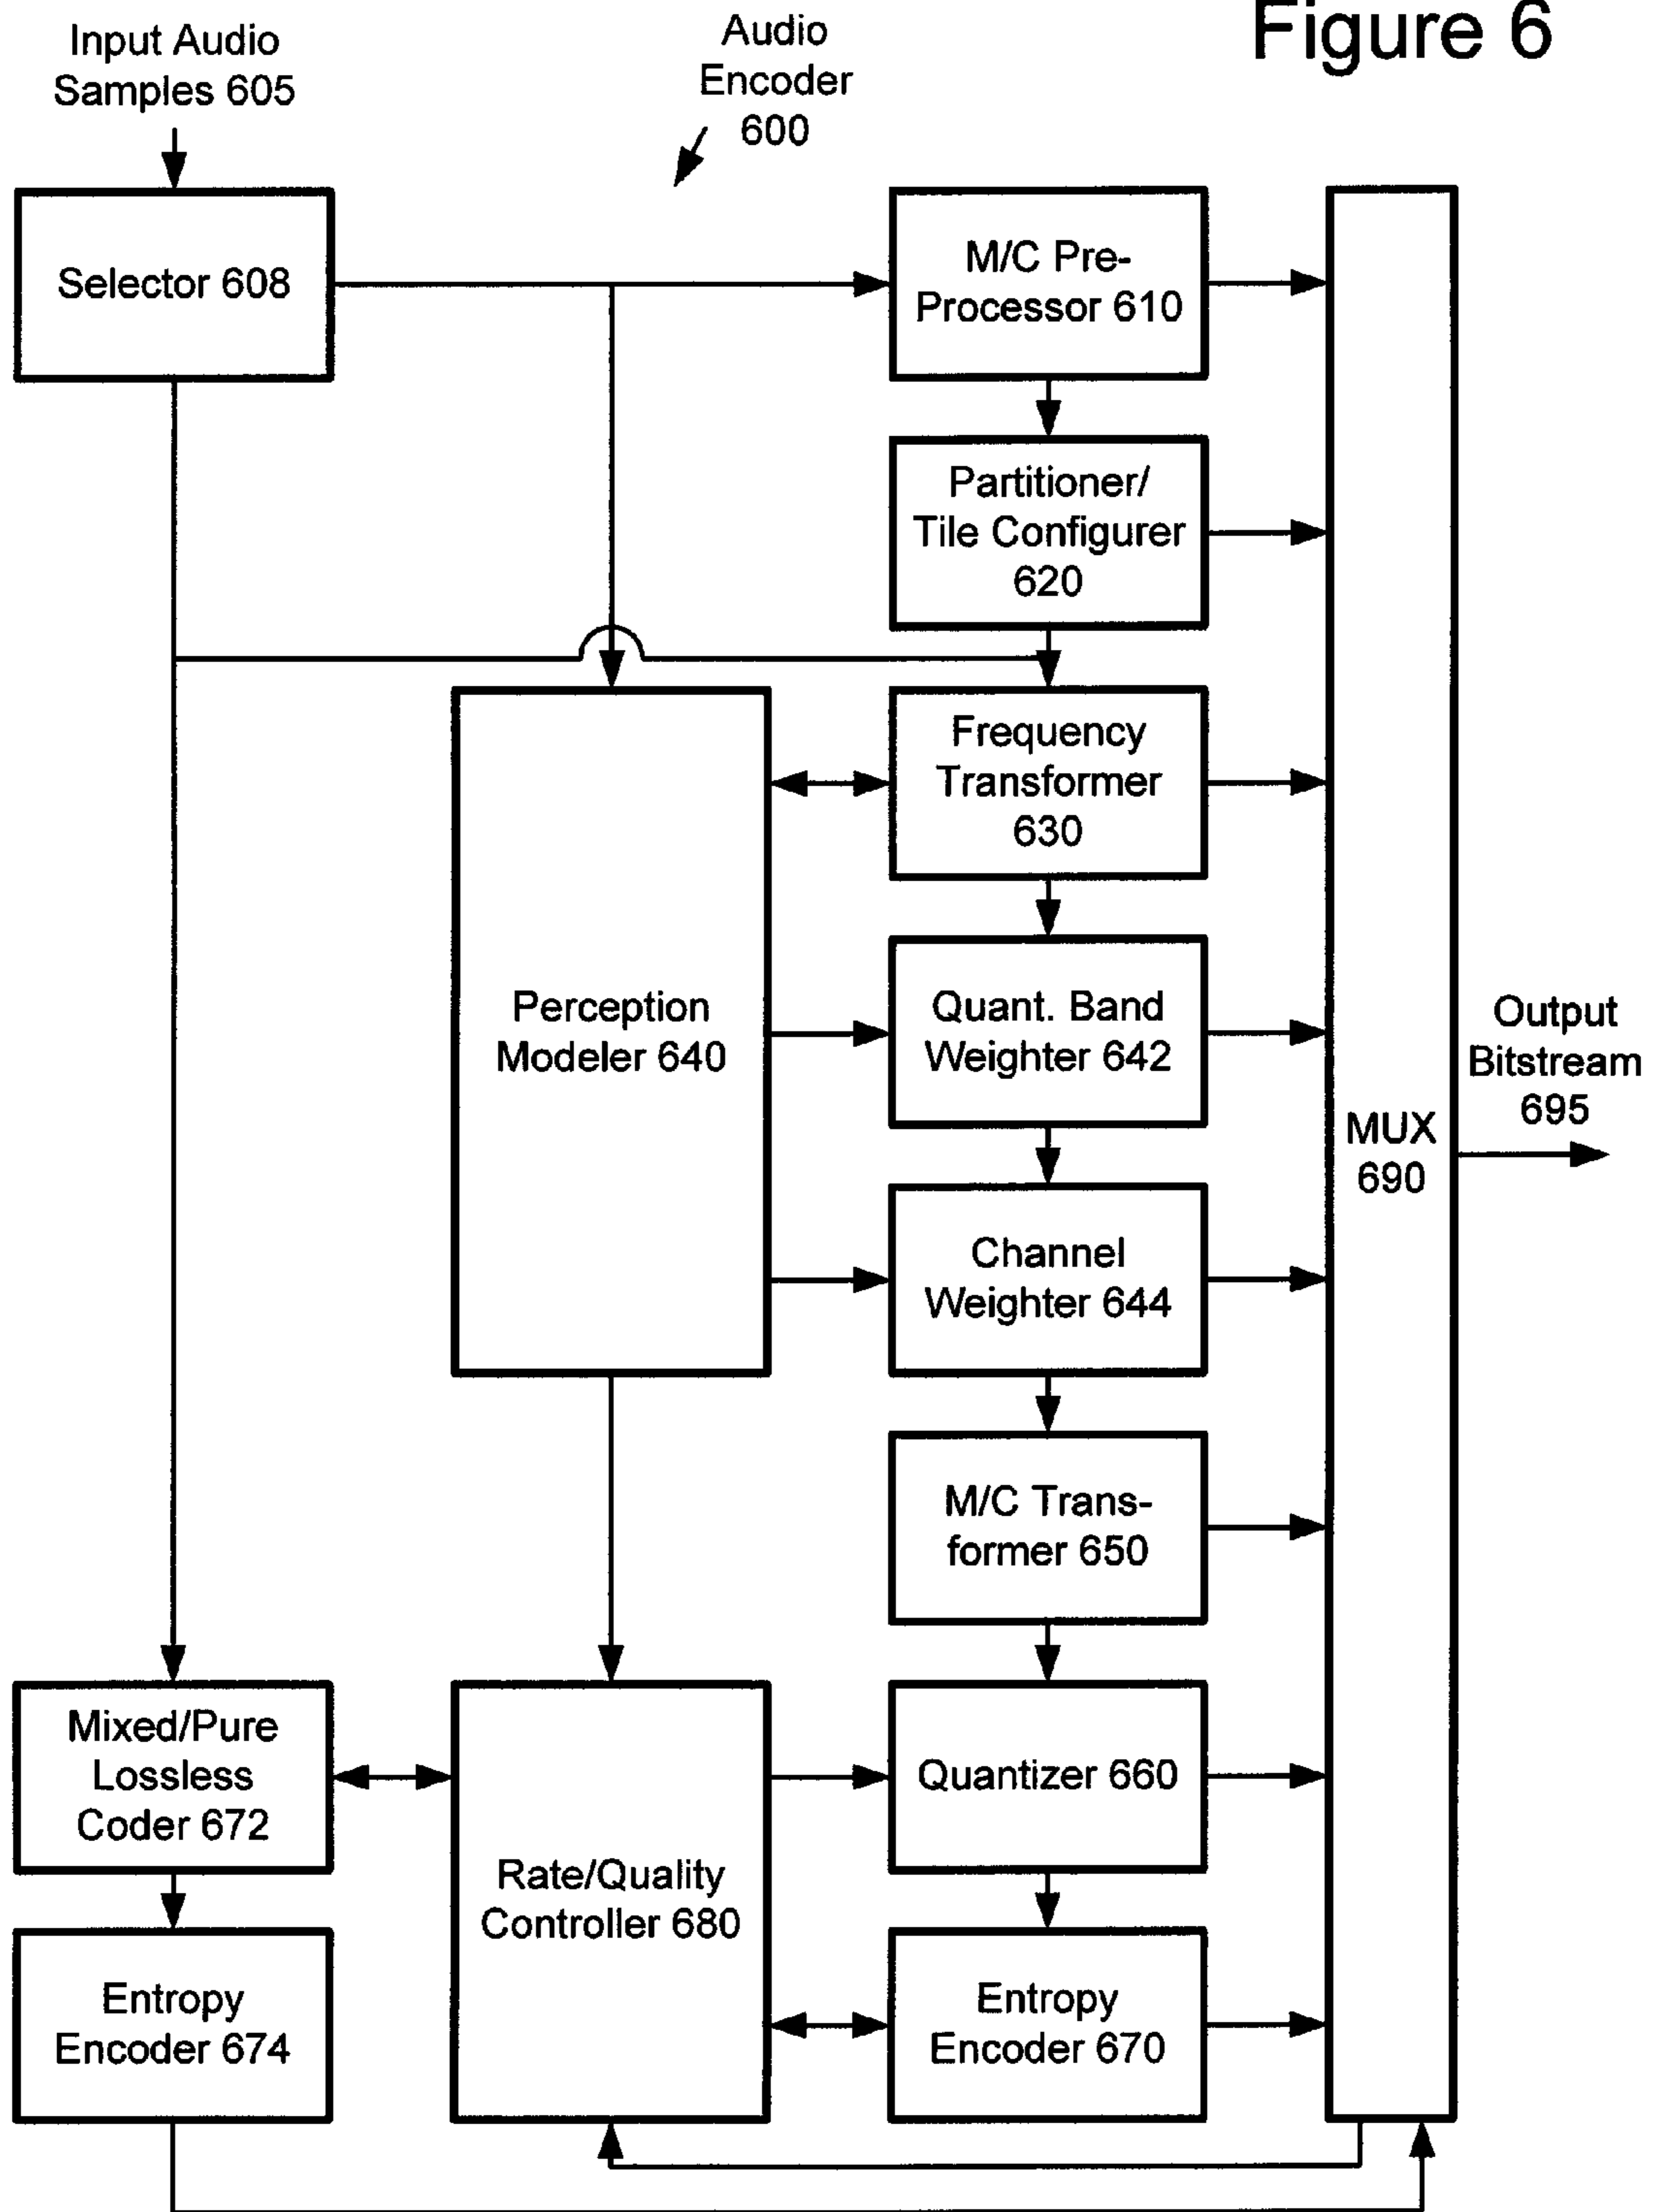 Figure 6
Input Audio
Samples 605
Audio
Encoder
600
Selector 608
M/C Pre-
Processor 610
Partitioner/
Tile Configurer
620
Frequency
Transformer
630
Perception
Modeler 640
Quant. Band
Weighter 642
Channel
Weighter 644
M/C Trans-
former 650
Output
Bitstream
695
MUX
690
Mixed/Pure
Lossless
Coder 672
Rate/Quality
Controller 680
Quantizer 660
Entropy
Encoder 674
Entropy
Encoder 670